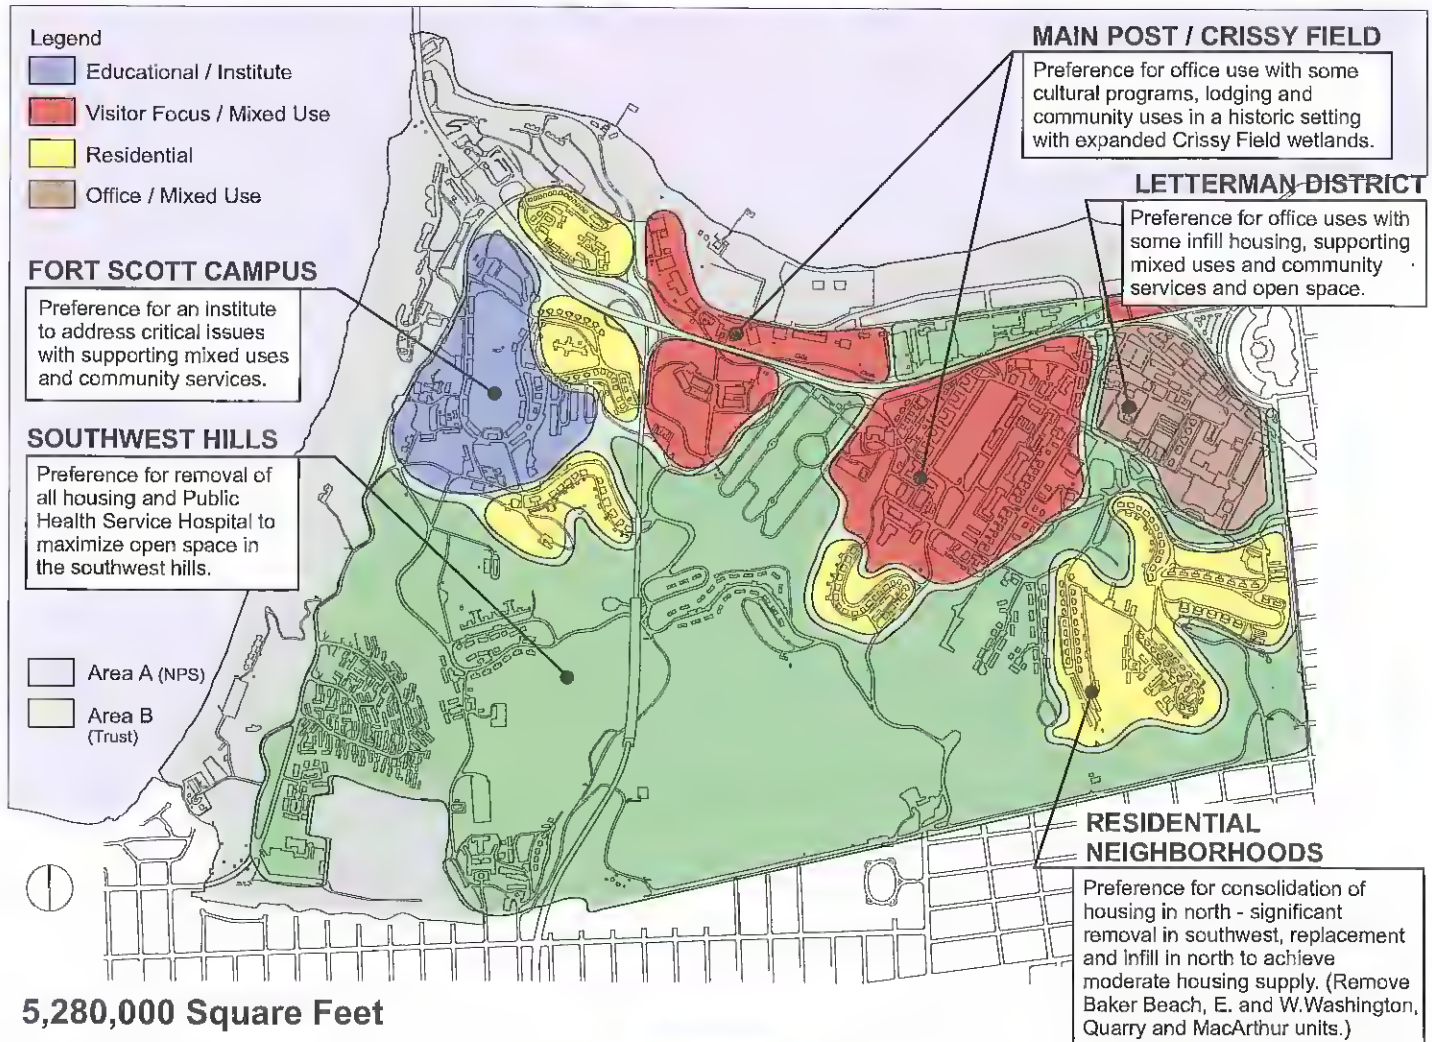 Legend
Educational / Institute
Visitor Focus / Mixed Use
Residential
Office / Mixed Use
FORT SCOTT CAMPUS
Preference for an institute
to address critical issues
with supporting mixed uses
and community services.
SOUTHWEST HILLS
Preference for removal of
all housing and Public
Health Service Hospital to
maximize open space in
the southwest hills.
Area A (NPS)
Area B
(Trust)
MAIN POST / CRISSY FIELD
Preference for office use with some
cultural programs, lodging and
community uses in a historic setting
with expanded Crissy Field wetlands.
LETTERMAN DISTRICT
Preference for office uses with
some infill housing, supporting
mixed uses and community
services and open space.
RESIDENTIAL
NEIGHBORHOODS
Preference for consolidation of
housing in north - significant
removal in southwest, replacement
and infill in north to achieve
moderate housing supply. (Remove
Baker Beach, E. and W.Washington,
Quarry and MacArthur units.)
5,280,000 Square Feet